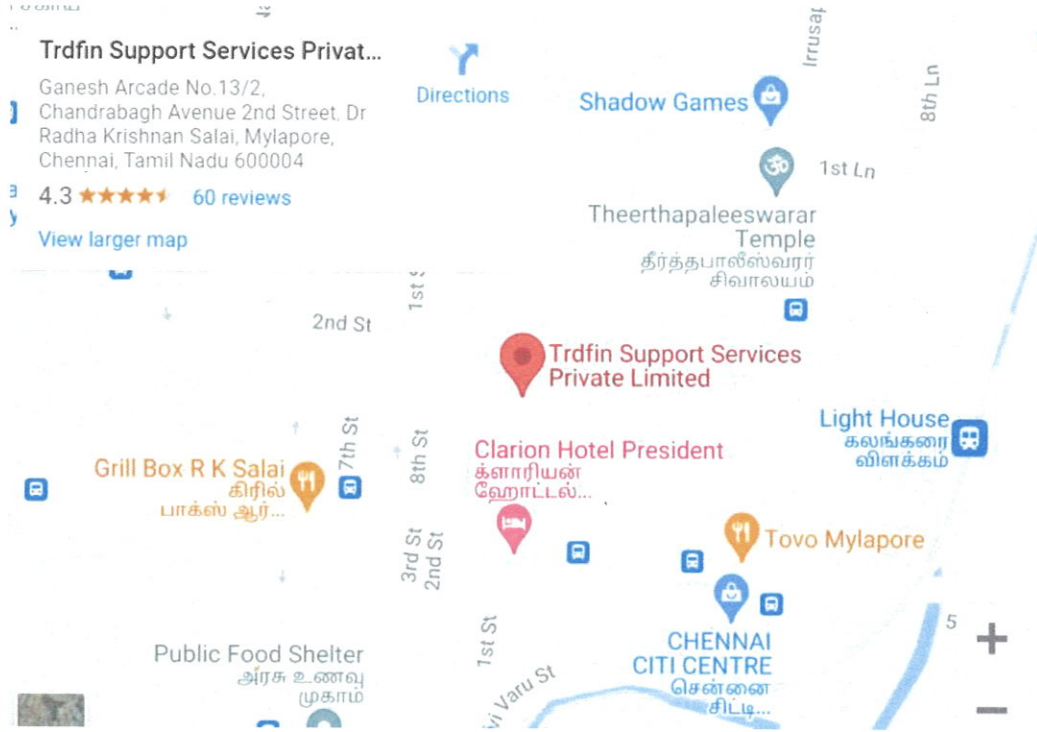 Trdfin Support Services Privat...
Ganesh Arcade No.13/2,
Chandrabagh Avenue 2nd Street, Dr
Radha Krishnan Salai, Mylapore,
Chennai, Tamil Nadu 600004
4.3
60 reviews
View larger map
Directions
Shadow Games
8th Ln
1st Ln
Theerthapaleeswarar
Temple
தீர்த்தபாலீஸ்வரர்
சிவாலயம்
2nd St
Trdfin Support Services
Private Limited
Light House
கலங்கரை
விளக்கம்
7th St
8th St
Clarion Hotel President
க்ளாரியன்
ஹோட்டல்...
Grill Box R K Salai
கிரில்
பாக்ஸ் ஆர்...
3rd St
2nd St
Tovo Mylapore
CHENNAI
CITI CENTRE
சென்னை
சிட்டி...
5
+
−
Public Food Shelter
அரசு உணவு
முகாம்
1st St
Varu St